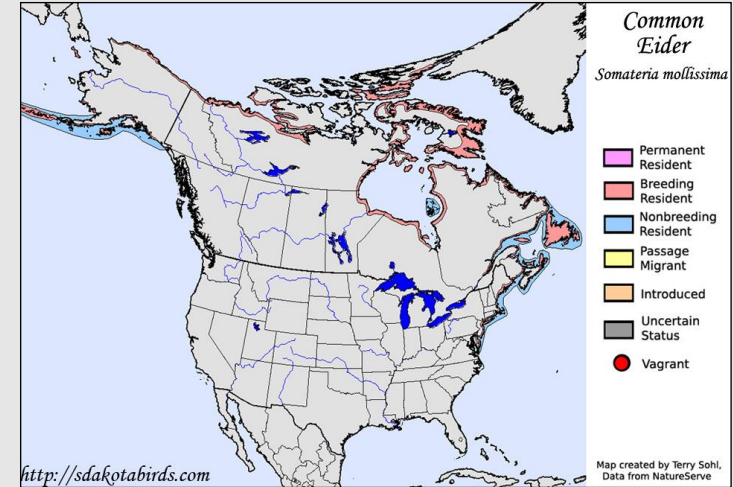 Common
Eider
Somateria mollissima
Permanent
Resident
Breeding
Resident
Nonbreeding
Resident
Passage
Migrant
Introduced
Uncertain
Status
Vagrant
Map created by Terry Sohl,
Data from NatureServe
http://sdakotabirds.com